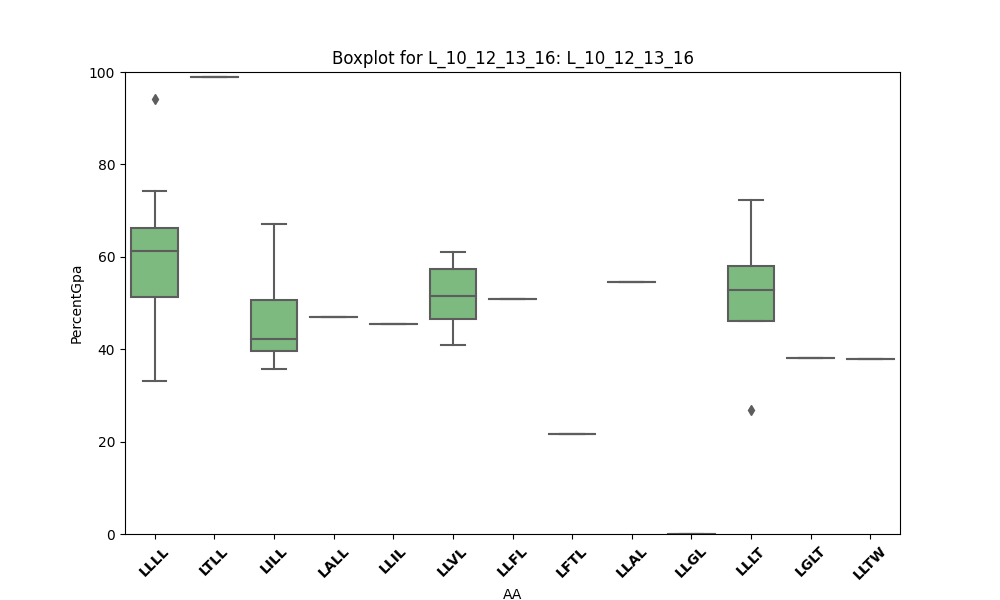 Boxplot for L_10_12_13_16: L_10_12_13_16
PercentGpa
100
80
60
40
20
0
LLLL LTLL LILL LALL LLIL LLVL LLFL LFTL LLAL LLGL LLLT LGLT LLTW
AA